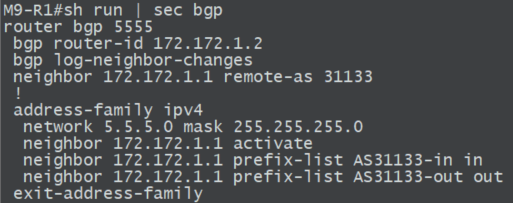 M9-R1#sh run | sec bgp
router bgp 5555
 bgp router-id 172.172.1.2
 bgp log-neighbor-changes
 neighbor 172.172.1.1 remote-as 31133
 !
 address-family ipv4
  network 5.5.5.0 mask 255.255.255.0
  neighbor 172.172.1.1 activate
  neighbor 172.172.1.1 prefix-list AS31133-in in
  neighbor 172.172.1.1 prefix-list AS31133-out out
 exit-address-family